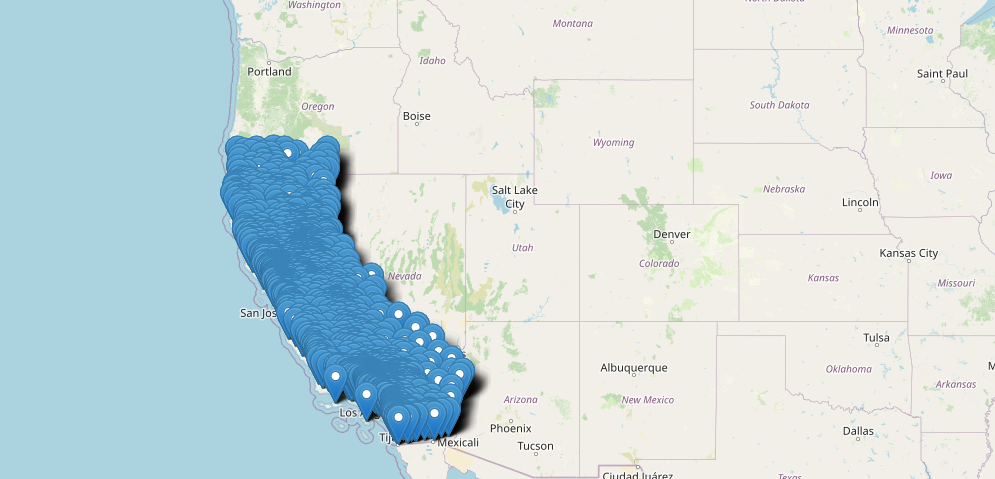 Washington
Montana
North Dakota
Minnesota
Portland
Idaho
Saint Paul
Oregon
Boise
South Dakota
Wyoming
Iowa
Salt Lake
City
Nebraska
Lincoln
Denver
Utah
Kansas City
Colorado
Nevada
Kansas
Missouri
San Jos
Tulsa
Albuquerque
Oklahoma
Arkansas
Arizona
New Mexico
Los A
Phoenix
Dallas
Tij
Mexicali
Tucson
Ciudad Juárez
Texas